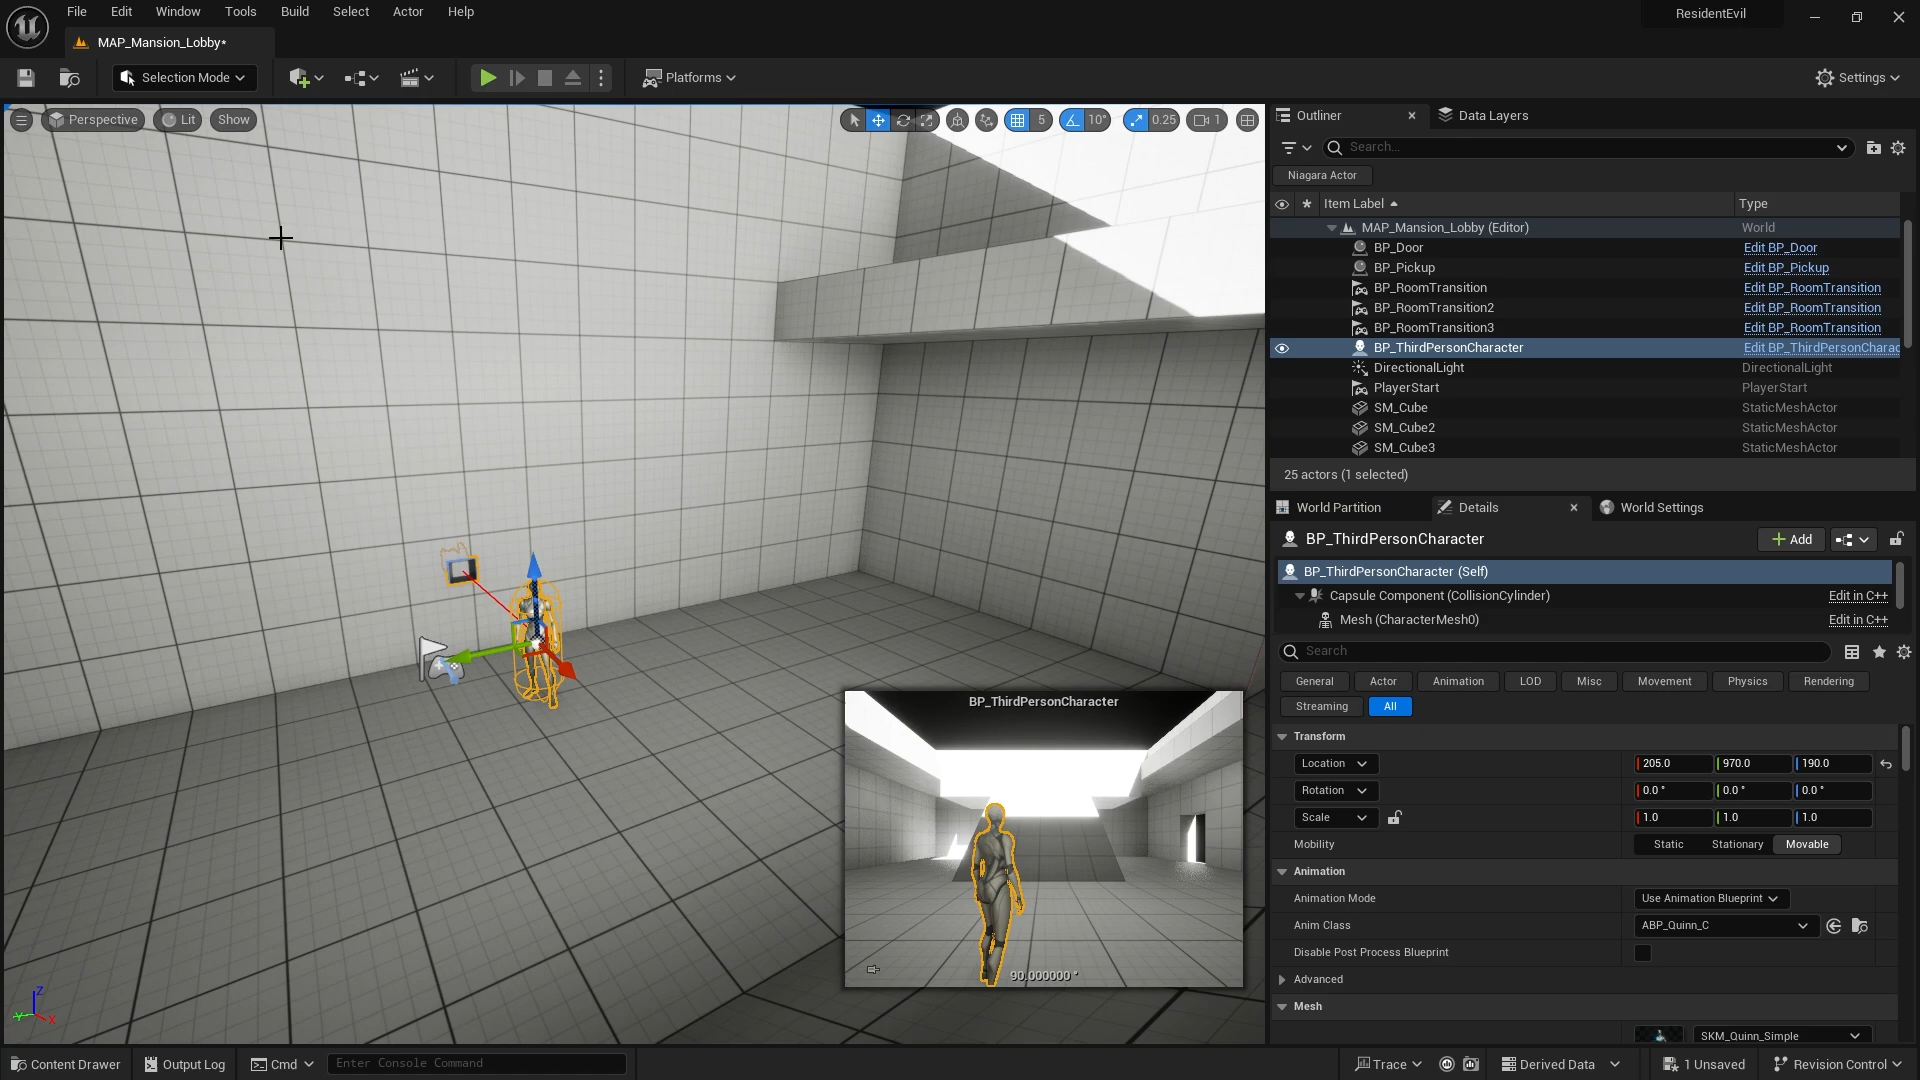 File Edit Window Tools Build Select Actor Help
ResidentEvil
MAP_Mansion_Lobby*
Selection Mode
Platforms
Settings
Perspective Lit Show
5 10° 0.25 1
Outliner
Data Layers
Search...
Niagara Actor
Item Label Type
MAP_Mansion_Lobby (Editor) World
BP_Door Edit BP_Door
BP_Pickup Edit BP_Pickup
BP_RoomTransition Edit BP_RoomTransition
BP_RoomTransition2 Edit BP_RoomTransition
BP_RoomTransition3 Edit BP_RoomTransition
BP_ThirdPersonCharacter Edit BP_ThirdPersonCharac
DirectionalLight DirectionalLight
PlayerStart PlayerStart
SM_Cube StaticMeshActor
SM_Cube2 StaticMeshActor
SM_Cube3 StaticMeshActor
25 actors (1 selected)
World Partition Details World Settings
BP_ThirdPersonCharacter
Add
BP_ThirdPersonCharacter (Self)
Capsule Component (CollisionCylinder) Edit in C++
Mesh (CharacterMesh0) Edit in C++
Search
General Actor Animation LOD Misc Movement Physics Rendering
Streaming All
Transform
Location 205.0 970.0 190.0
Rotation 0.0 ° 0.0 ° 0.0 °
Scale 1.0 1.0 1.0
Mobility Static Stationary Movable
Animation
Animation Mode Use Animation Blueprint
Anim Class ABP_Quinn_C
Disable Post Process Blueprint
Advanced
Mesh
SKM_Quinn_Simple
BP_ThirdPersonCharacter
90.000000 °
Z
Y
X
Content Drawer Output Log Cmd Enter Console Command
Trace Derived Data 1 Unsaved Revision Control